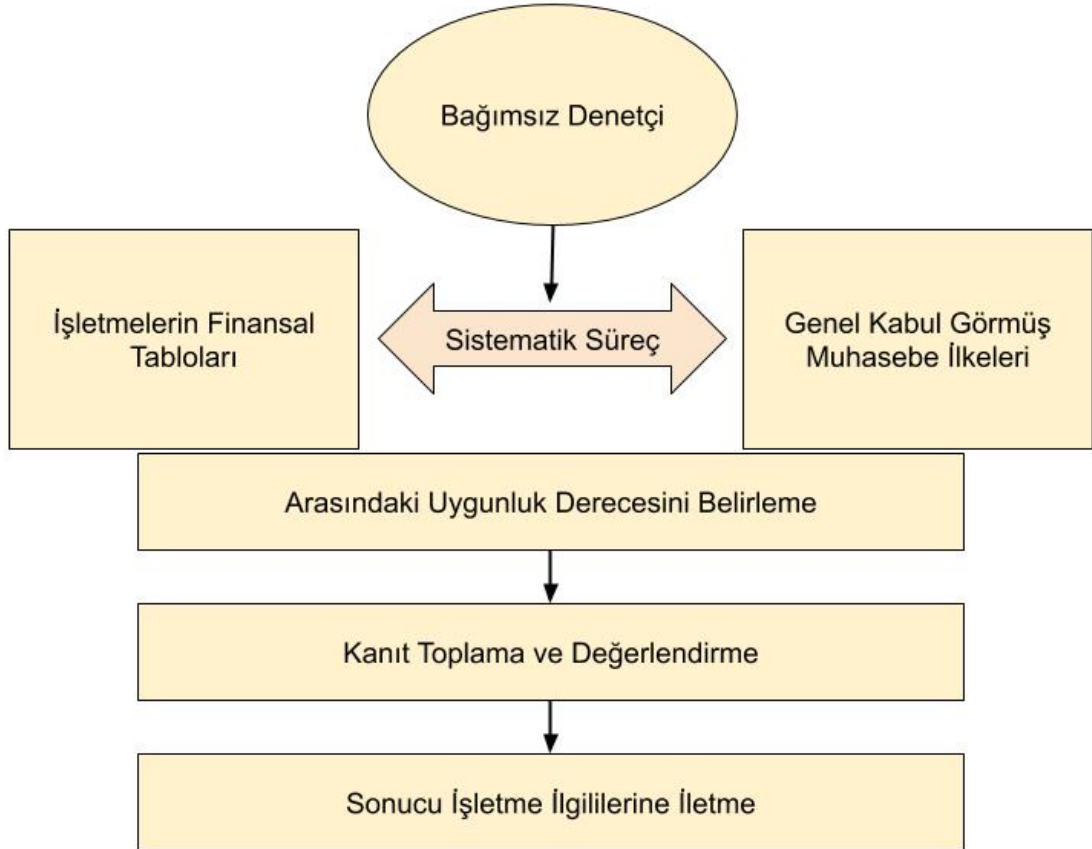 Bağımsız Denetçi
İşletmelerin Finansal
Tabloları
Sistematik Süreç
Genel Kabul Görmüş
Muhasebe İlkeleri
Arasındaki Uygunluk Derecesini Belirleme
Kanıt Toplama ve Değerlendirme
Sonucu İşletme İlgililerine İletme